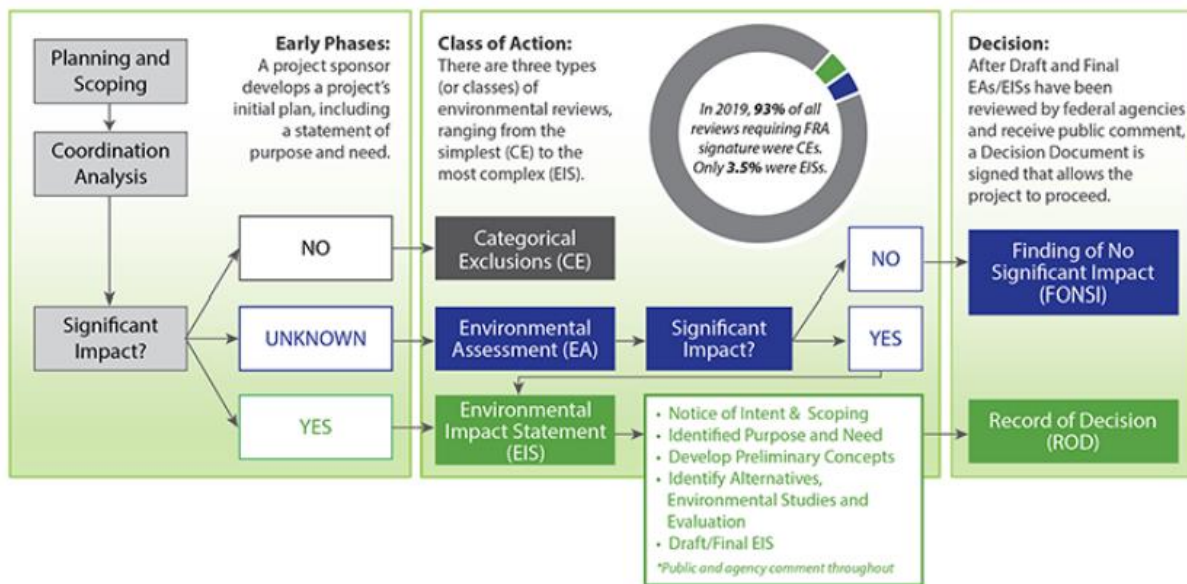 Planning and
Scoping
Coordination
Analysis
Significant
Impact?
Early Phases:
A project sponsor
develops a project's
initial plan, including
a statement of
purpose and need.
NO
UNKNOWN
YES
Class of Action:
There are three types
(or classes) of
environmental reviews,
ranging from the
simplest (CE) to the
most complex (EIS).
In 2019, 93% of all
reviews requiring FRA
signature were CEs.
Only 3.5% were EISs.
Categorical
Exclusions (CE)
Environmental
Assessment (EA)
Significant
Impact?
NO
YES
Environmental
Impact Statement
(EIS)
• Notice of Intent & Scoping
• Identified Purpose and Need
• Develop Preliminary Concepts
• Identify Alternatives,
Environmental Studies and
Evaluation
• Draft/Final EIS
*Public and agency comment throughout
Decision:
After Draft and Final
EAs/EISs have been
reviewed by federal agencies
and receive public comment,
a Decision Document is
signed that allows the
project to proceed.
Finding of No
Significant Impact
(FONSI)
Record of Decision
(ROD)